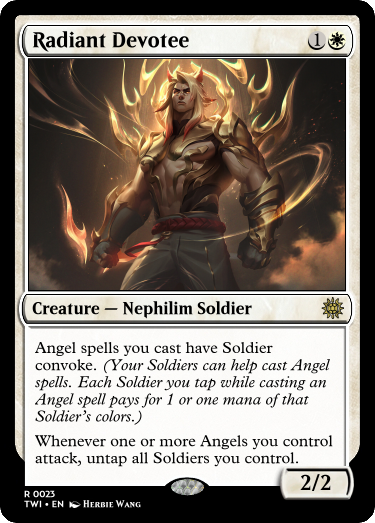 Radiant Devotee 1
Creature — Nephilim Soldier
Angel spells you cast have Soldier
convoke. (Your Soldiers can help cast Angel
spells. Each Soldier you tap while casting an
Angel spell pays for 1 or one mana of that
Soldier's colors.)
Whenever one or more Angels you control
attack, untap all Soldiers you control.
2/2
R 0023
TWI • EN Herbie Wang